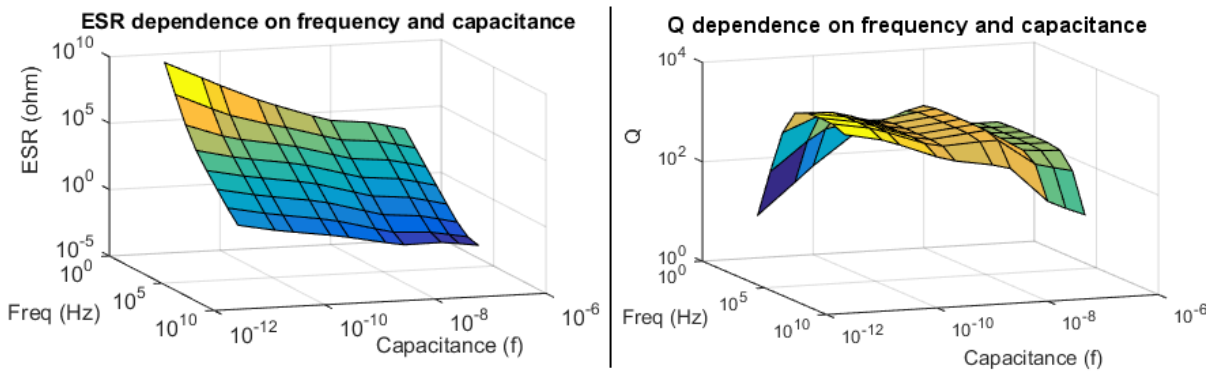 ESR dependence on frequency and capacitance
10^10
10^5
10^0
10^-5
ESR (ohm)
10^0
10^5
10^10
Freq (Hz)
10^-12
10^-10
10^-8
10^-6
Capacitance (f)
Q dependence on frequency and capacitance
10^4
10^2
10^0
Q
10^0
10^5
10^10
Freq (Hz)
10^-12
10^-10
10^-8
10^-6
Capacitance (f)